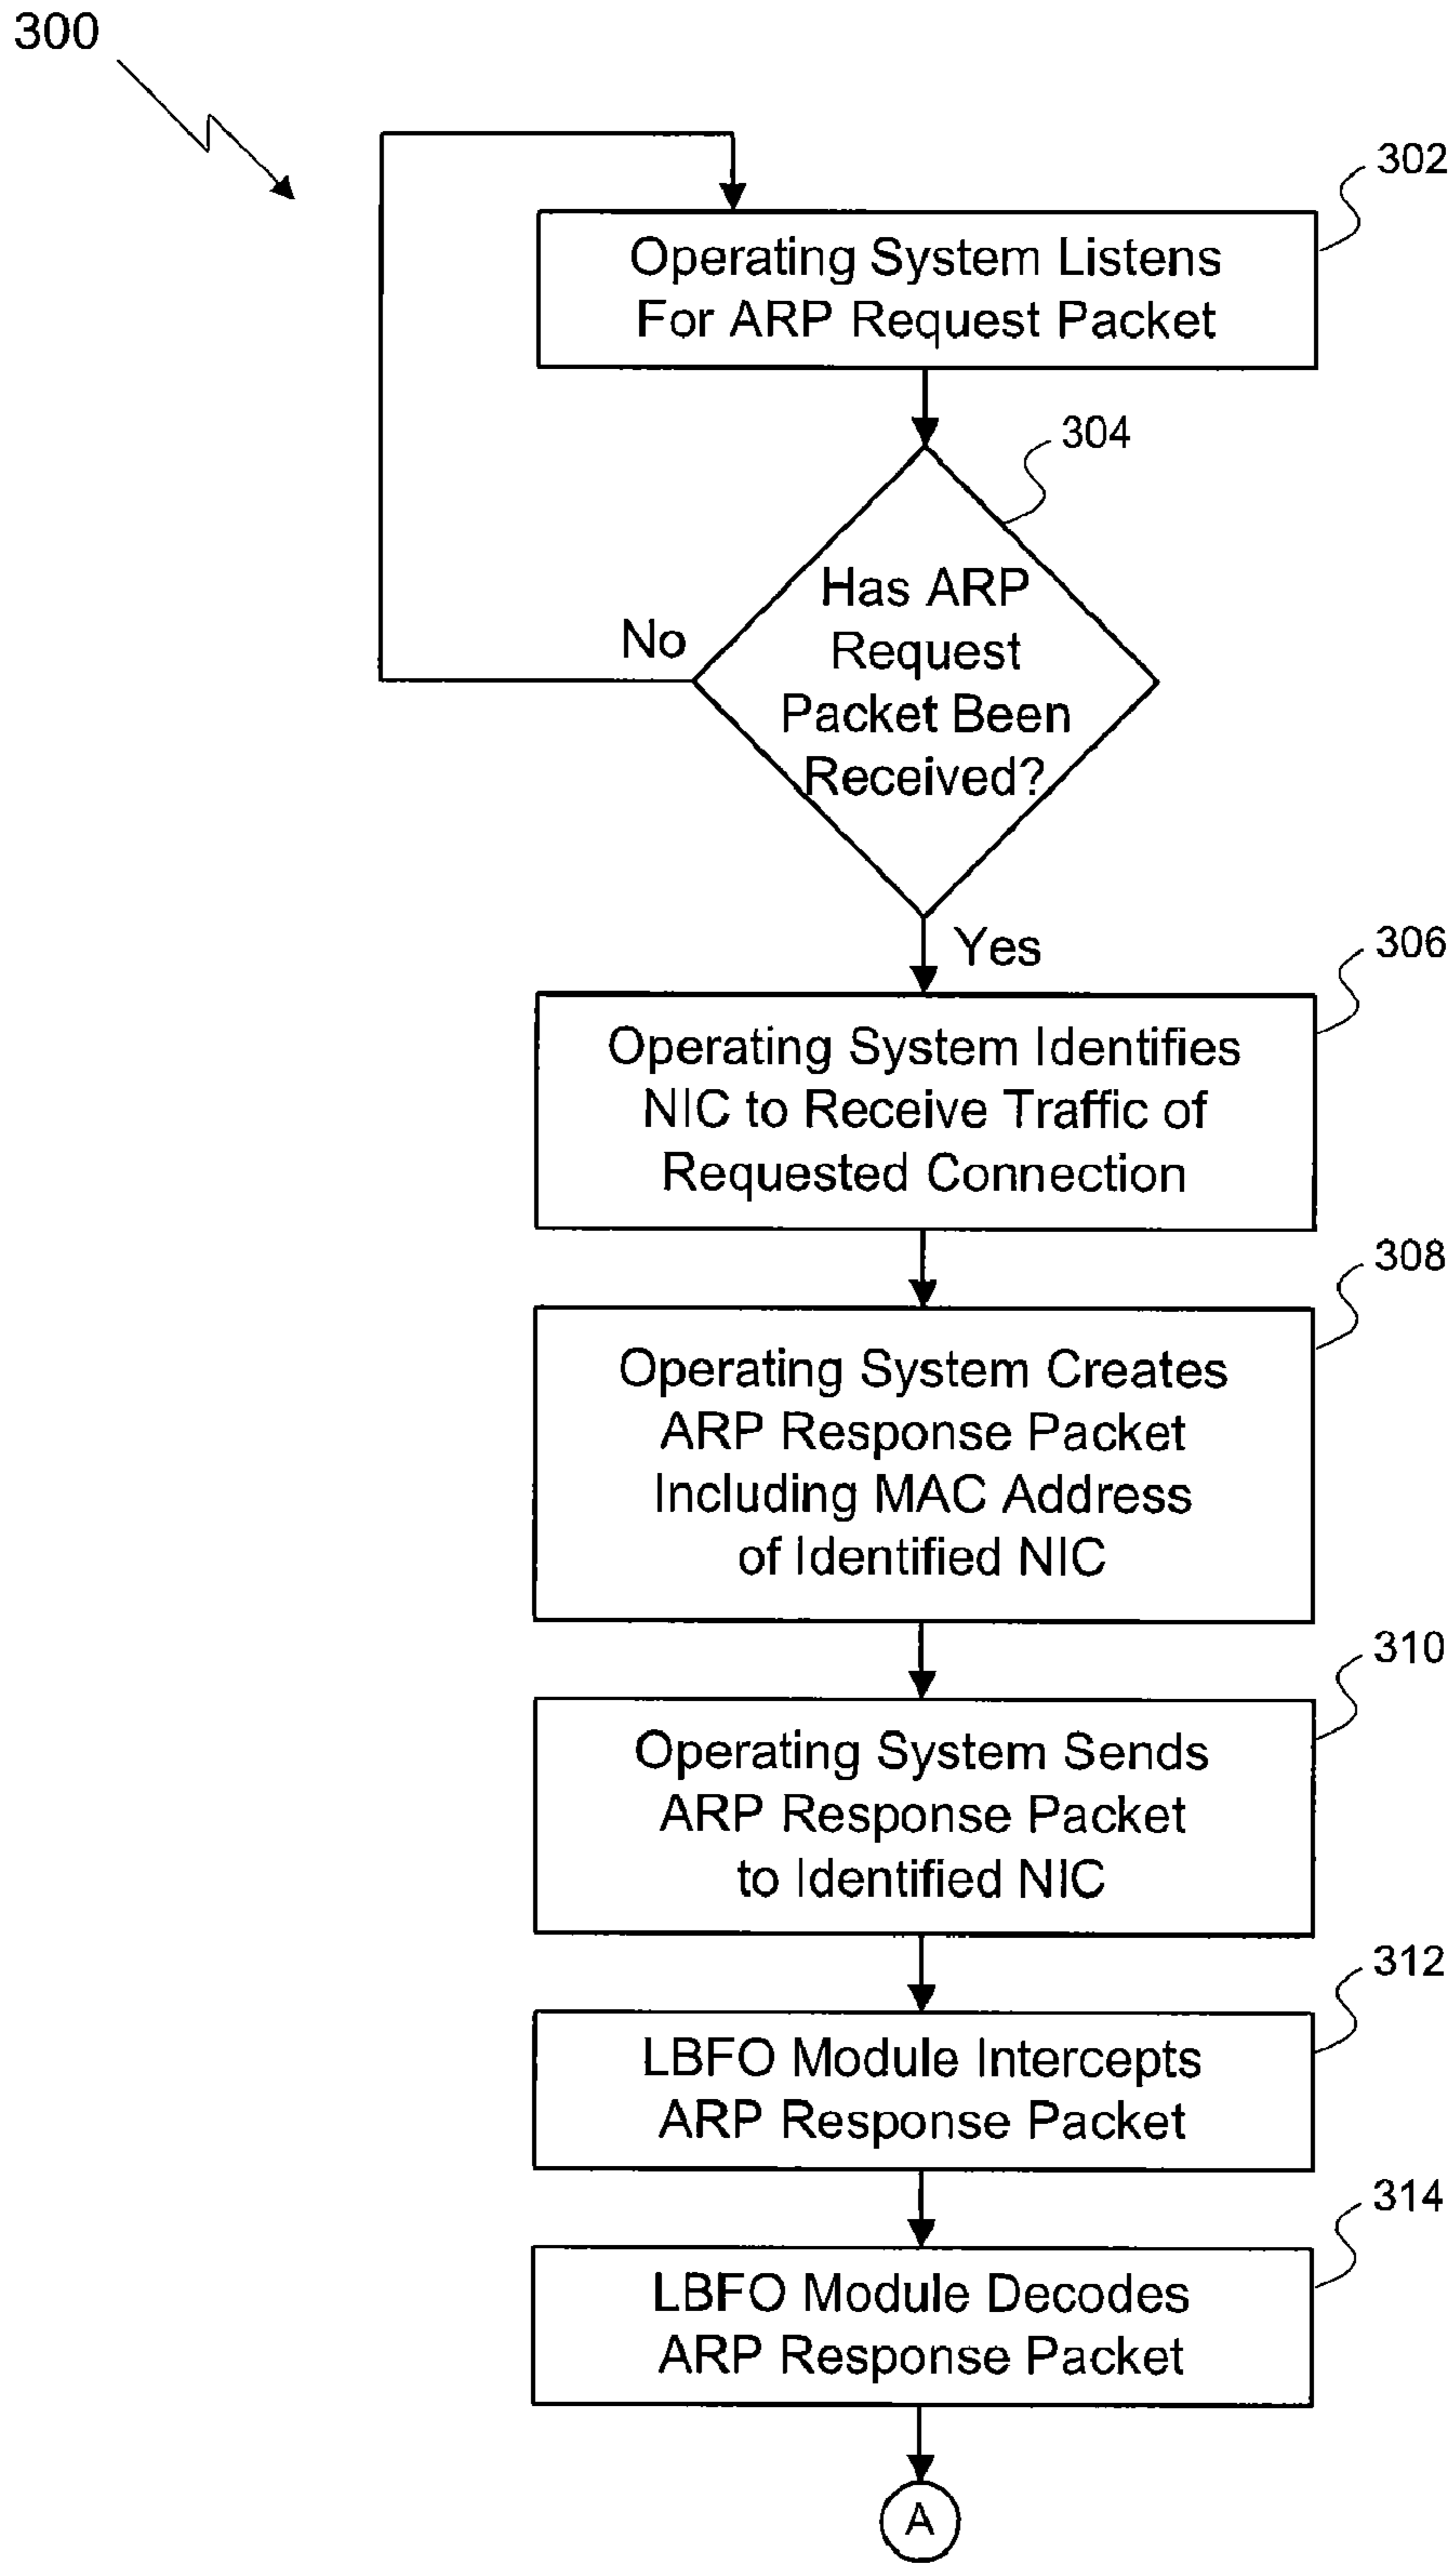 300
302
Operating System Listens
For ARP Request Packet
304
Has ARP
Request
Packet Been
Received?
No
Yes
306
Operating System Identifies
NIC to Receive Traffic of
Requested Connection
308
Operating System Creates
ARP Response Packet
Including MAC Address
of Identified NIC
310
Operating System Sends
ARP Response Packet
to Identified NIC
312
LBFO Module Intercepts
ARP Response Packet
314
LBFO Module Decodes
ARP Response Packet
A